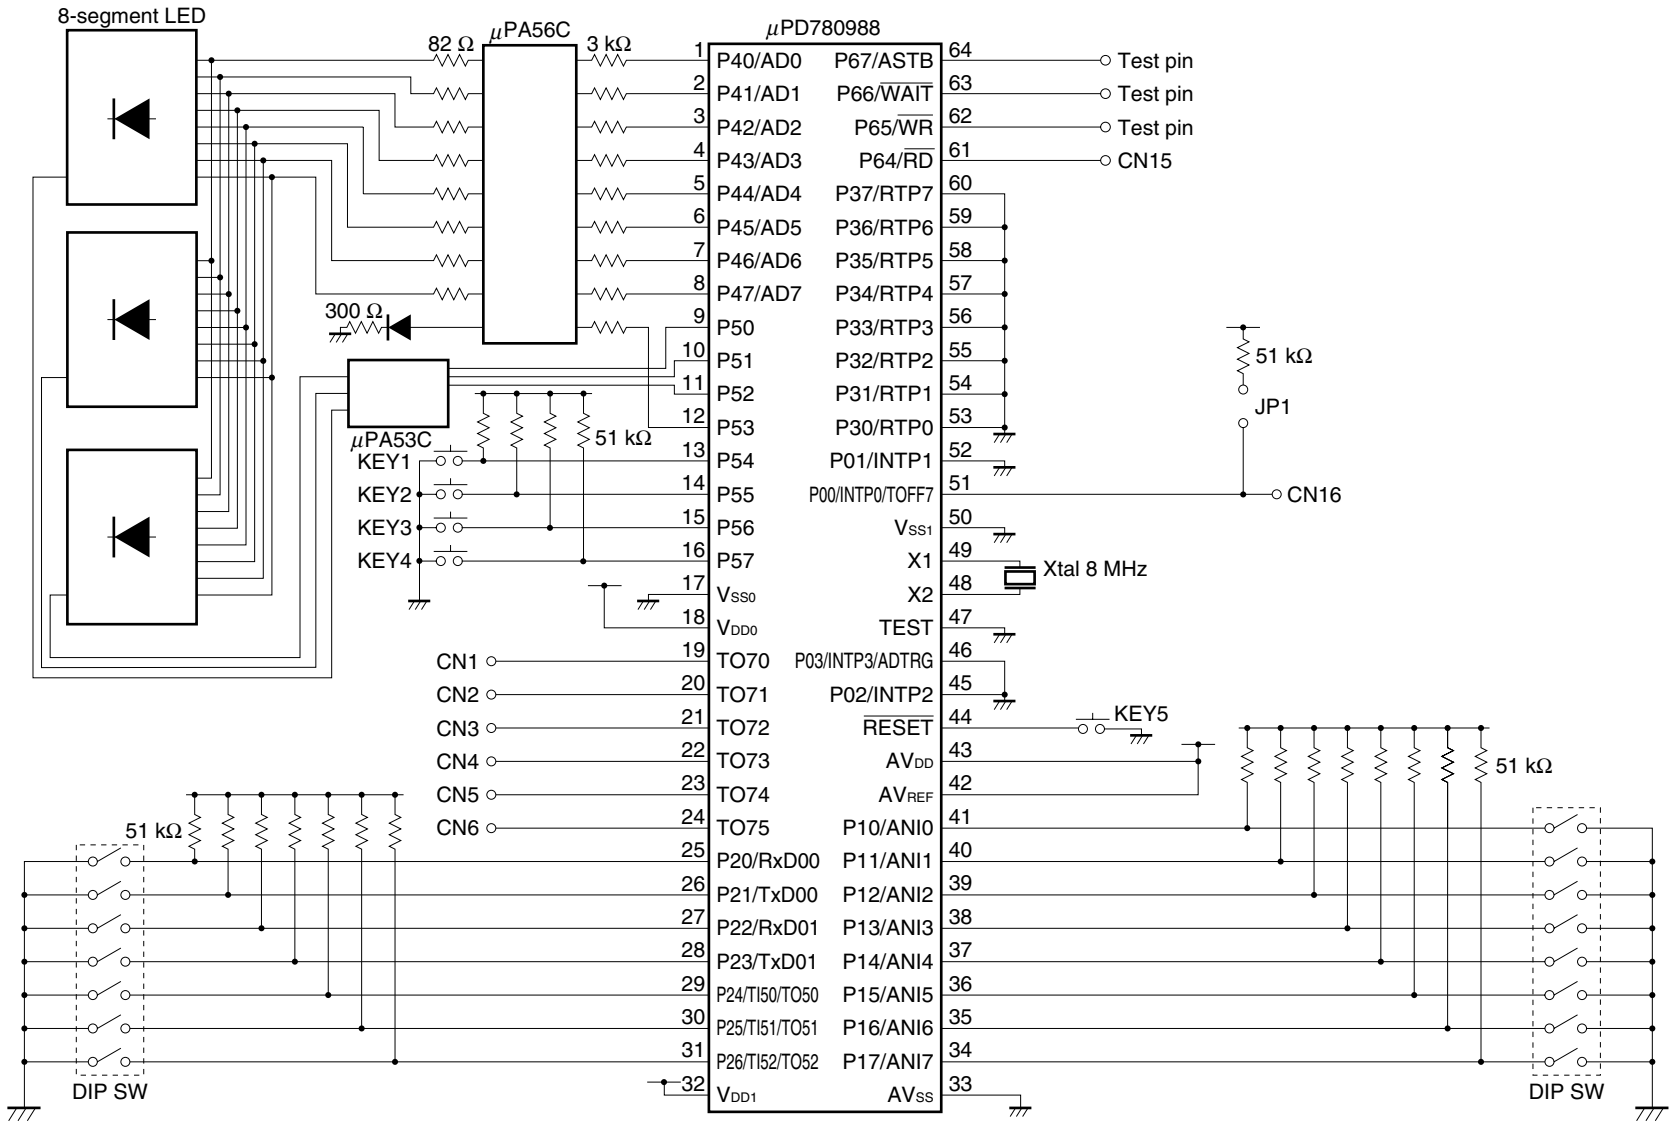 8-segment LED
µPA56C
µPD780988
82 Ω
3 kΩ
1 P40/AD0 P67/ASTB 64 Test pin
2 P41/AD1 P66/WAIT 63 Test pin
3 P42/AD2 P65/WR 62 Test pin
4 P43/AD3 P64/RD 61 CN15
5 P44/AD4 P37/RTP7 60
6 P45/AD5 P36/RTP6 59
7 P46/AD6 P35/RTP5 58
8 P47/AD7 P34/RTP4 57
300 Ω
9 P50 P33/RTP3 56
10 P51 P32/RTP2 55
51 kΩ
11 P52 P31/RTP1 54
JP1
12 P53 P30/RTP0 53
µPA53C
51 kΩ
KEY1 13 P54 P01/INTP1 52
KEY2 14 P55 P00/INTP0/TOFF7 51 CN16
KEY3 15 P56 VSS1 50
KEY4 16 P57 X1 49
Xtal 8 MHz
17 VSS0 X2 48
18 VDD0 TEST 47
CN1 19 TO70 P03/INTP3/ADTRG 46
CN2 20 TO71 P02/INTP2 45
CN3 21 TO72 RESET 44 KEY5
CN4 22 TO73 AVDD 43
51 kΩ
CN5 23 TO74 AVREF 42
CN6 24 TO75 P10/ANI0 41
51 kΩ
25 P20/RxD00 P11/ANI1 40
26 P21/TxD00 P12/ANI2 39
27 P22/RxD01 P13/ANI3 38
28 P23/TxD01 P14/ANI4 37
29 P24/TI50/TO50 P15/ANI5 36
30 P25/TI51/TO51 P16/ANI6 35
31 P26/TI52/TO52 P17/ANI7 34
DIP SW
32 VDD1 AVSS 33
DIP SW